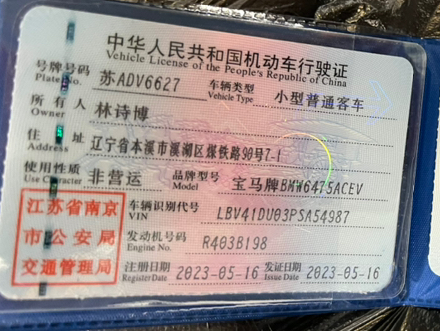 中华人民共和国机动车行驶证
Vehicle License of the People's Republic of China
号牌号码 Plate No. 苏ADV6627 车辆类型 Vehicle Type 小型普通客车
所有人 Owner 林诗博
住址 Address 辽宁省本溪市溪湖区煤铁路90号7-1
使用性质 Use Character 非营运 品牌型号 Model 宝马牌BMW6475ACEV
江苏省南京
市公安局
交通管理局
车辆识别代号 VIN LBV41DU03PSA54987
发动机号码 Engine No. R403B198
注册日期 Register Date 2023-05-16 发证日期 Issue Date 2023-05-16